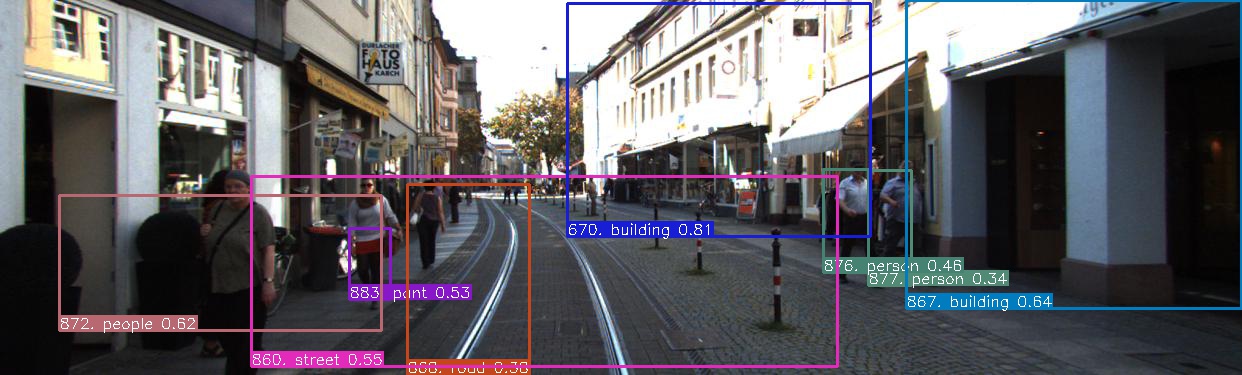 DURLACHER
FOTO
HAUS
KARCH
670. building 0.81
876. person 0.46
877. person 0.34
883. pant 0.53
867. building 0.64
872. people 0.62
860. street 0.55
868. road 0.38